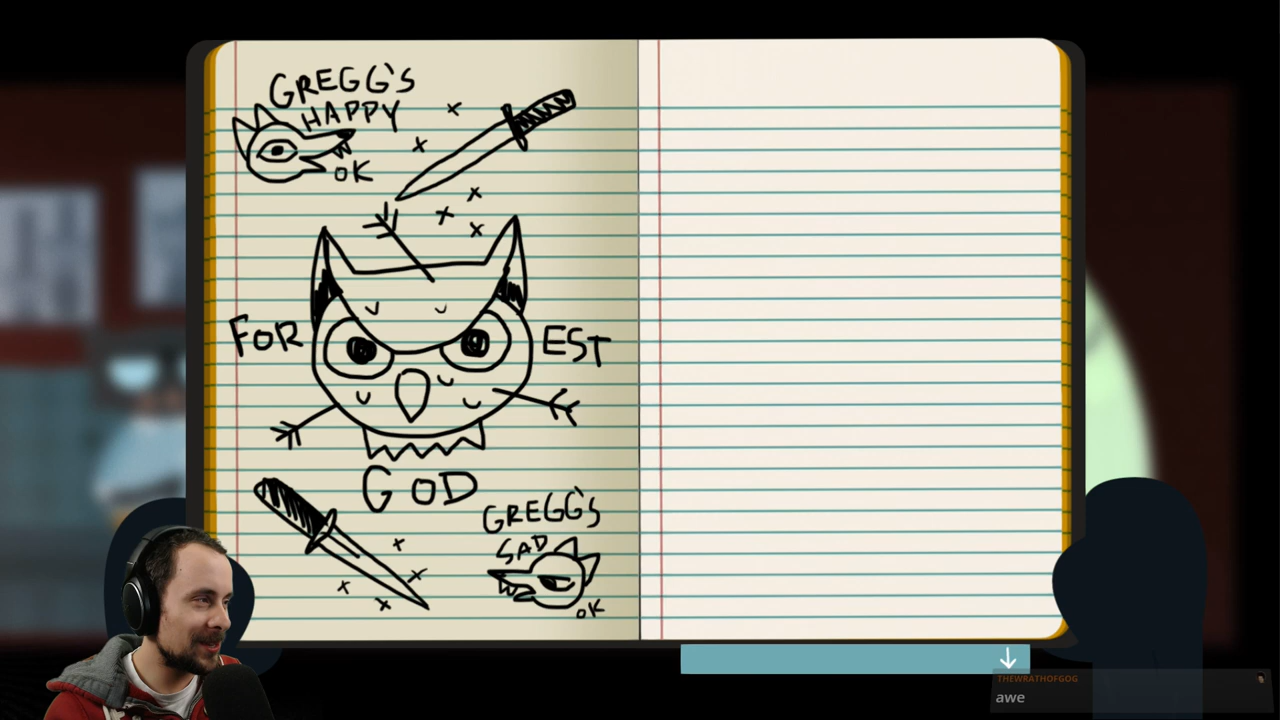 GREGG'S
HAPPY
OK
FOR EST
GOD
GREGG'S
SAD
OK
THEWRATHOFGOG
awe